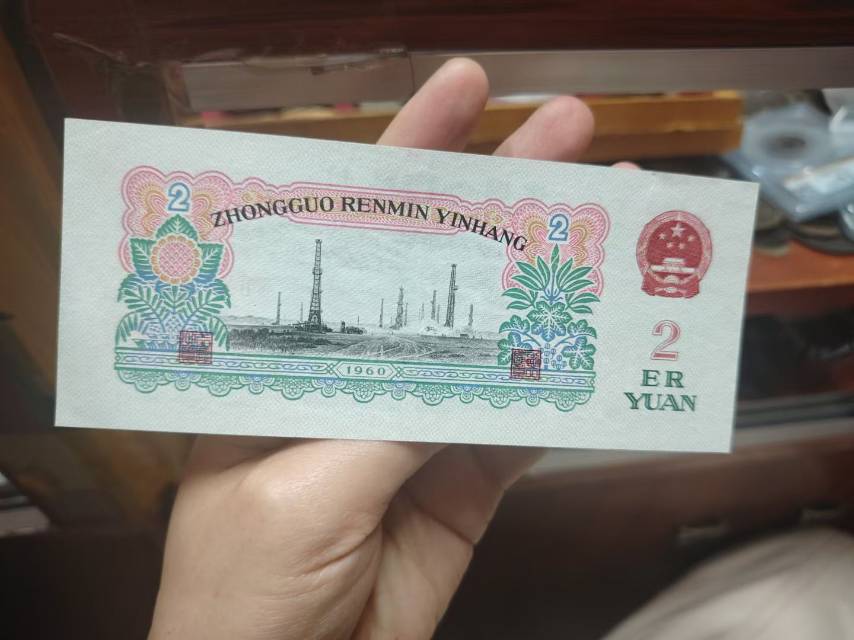 2
2
ZHONGGUO RENMIN YINHANG
1960
2
ER
YUAN